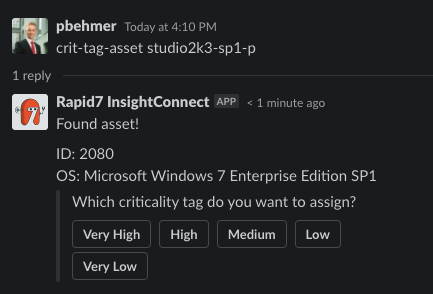 pbehmer Today at 4:10 PM
crit-tag-asset studio2k3-sp1-p
1 reply
Rapid7 InsightConnect APP < 1 minute ago
Found asset!
ID: 2080
OS: Microsoft Windows 7 Enterprise Edition SP1
Which criticality tag do you want to assign?
Very High High Medium Low
Very Low